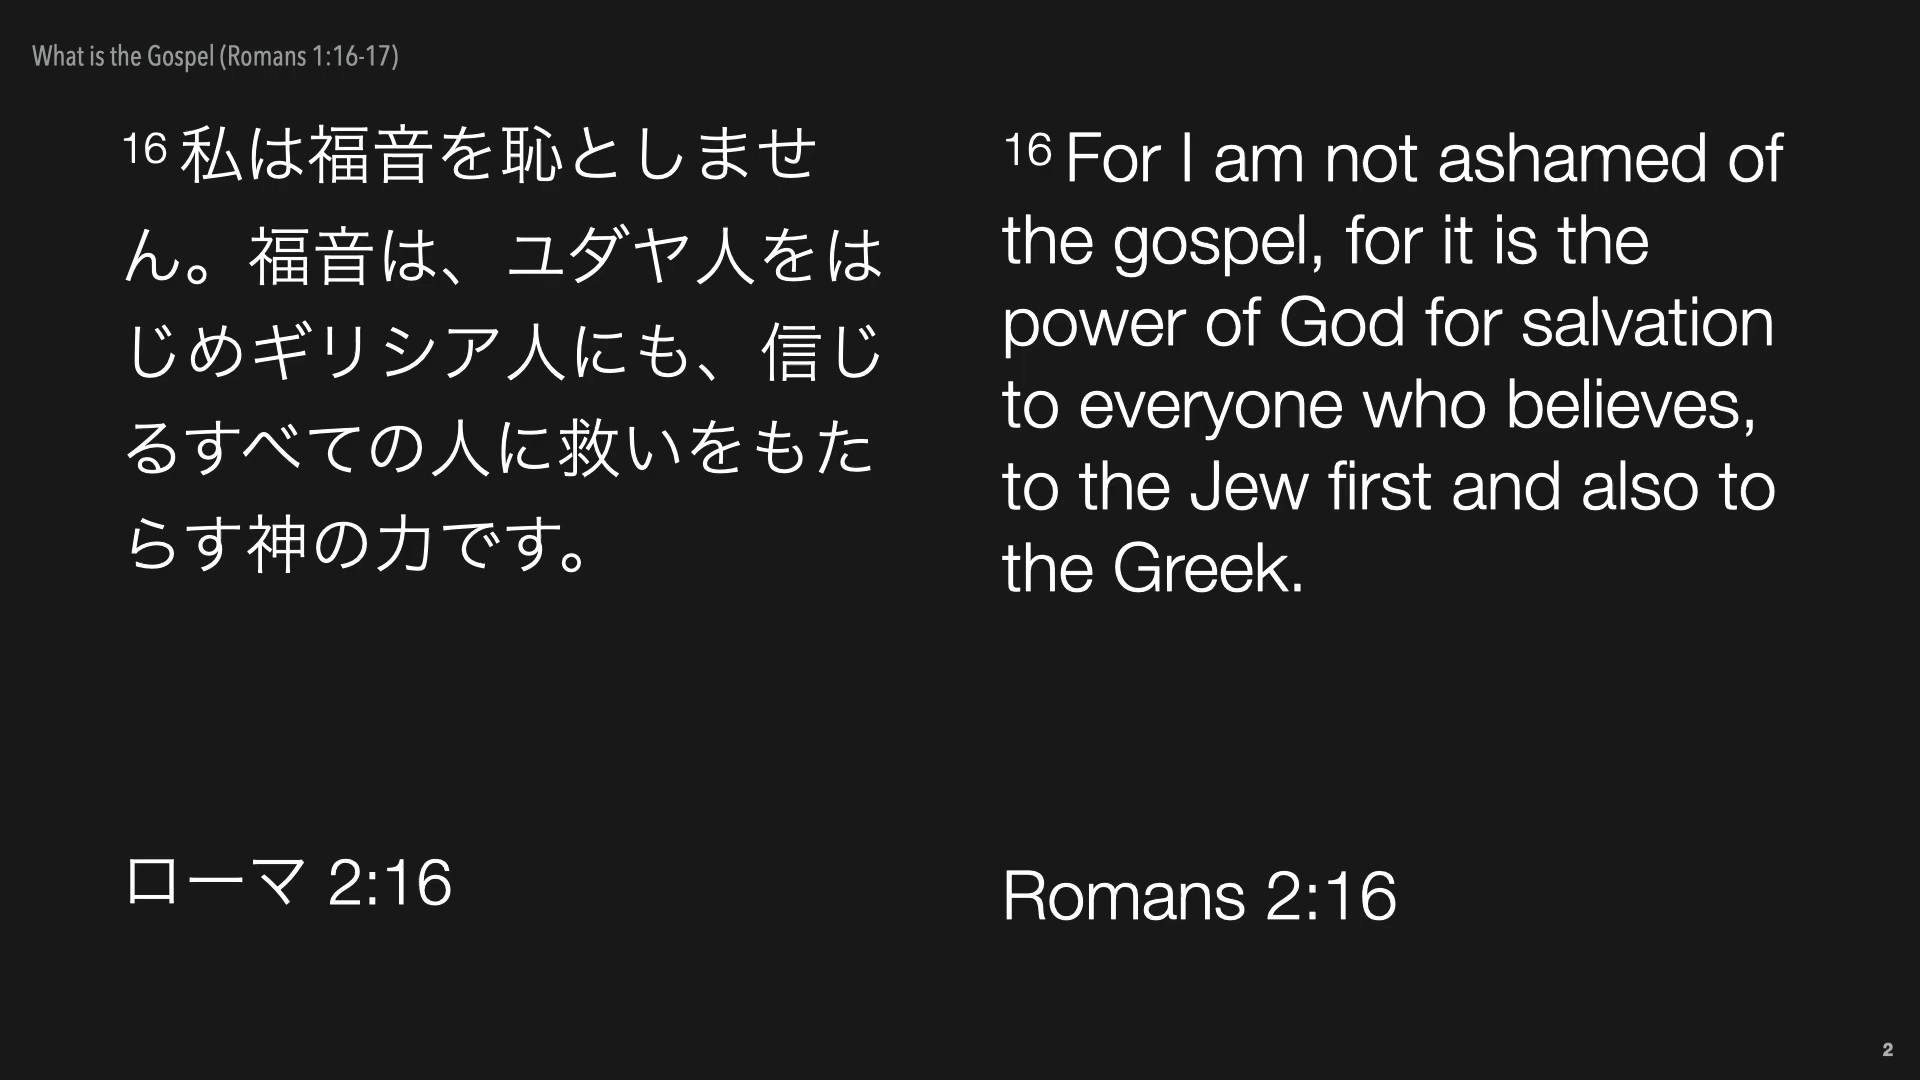 What is the Gospel (Romans 1:16-17)
16 私は福音を恥としませ
ん。福音は、ユダヤ人をは
じめギリシア人にも、信じ
るすべての人に救いをもた
らす神の力です。
ローマ 2:16
16 For I am not ashamed of
the gospel, for it is the
power of God for salvation
to everyone who believes,
to the Jew first and also to
the Greek.
Romans 2:16
2